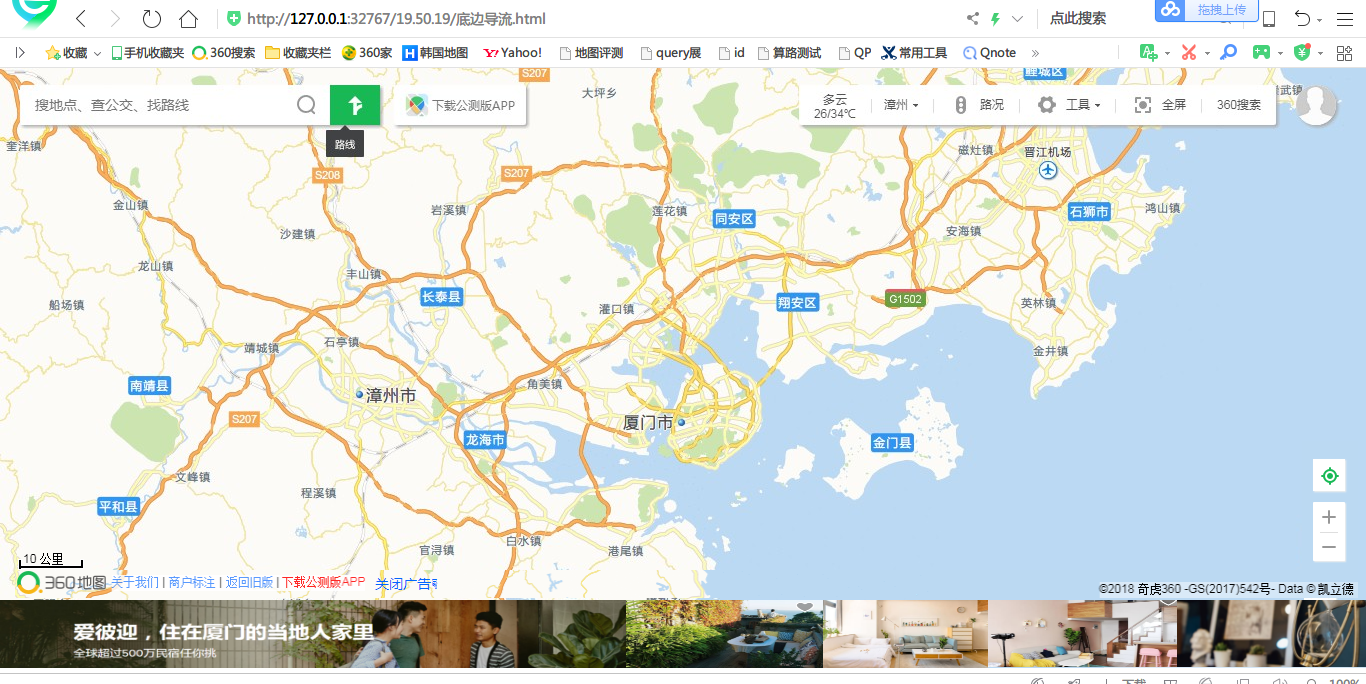 http://127.0.0.1:32767/19.50.19/底边导流.html 点此搜索 拖拽上传
收藏 手机收藏夹 360搜索 收藏夹栏 360家 韩国地图 Yahoo! 地图评测 query展 id 算路测试 QP 常用工具 Qnote »
S207 鲤城区
大坪乡
搜地点、查公交、找路线 下载公测版APP 多云 26/34℃ 漳州 路况 工具 全屏 360搜索
路线
奎洋镇 磁灶镇 晋江机场
S208 S207
金山镇 岩溪镇 莲花镇 同安区 石狮市 鸿山镇
沙建镇 安海镇
龙山镇 丰山镇
船场镇 长泰县 灌口镇 翔安区 G1502 英林镇
靖城镇 石亭镇 金井镇
南靖县 漳州市 角美镇
S207 厦门市
龙海市 金门县
文峰镇
平和县 程溪镇
官浔镇 白水镇 港尾镇
10 公里
360地图 关于我们 | 商户标注 | 返回旧版 | 下载公测版APP 关闭广告
©2018 奇虎360 -GS(2017)542号- Data © 凯立德
爱彼迎，住在厦门的当地人家里
全球超过500万民宿任你挑
下载 100%